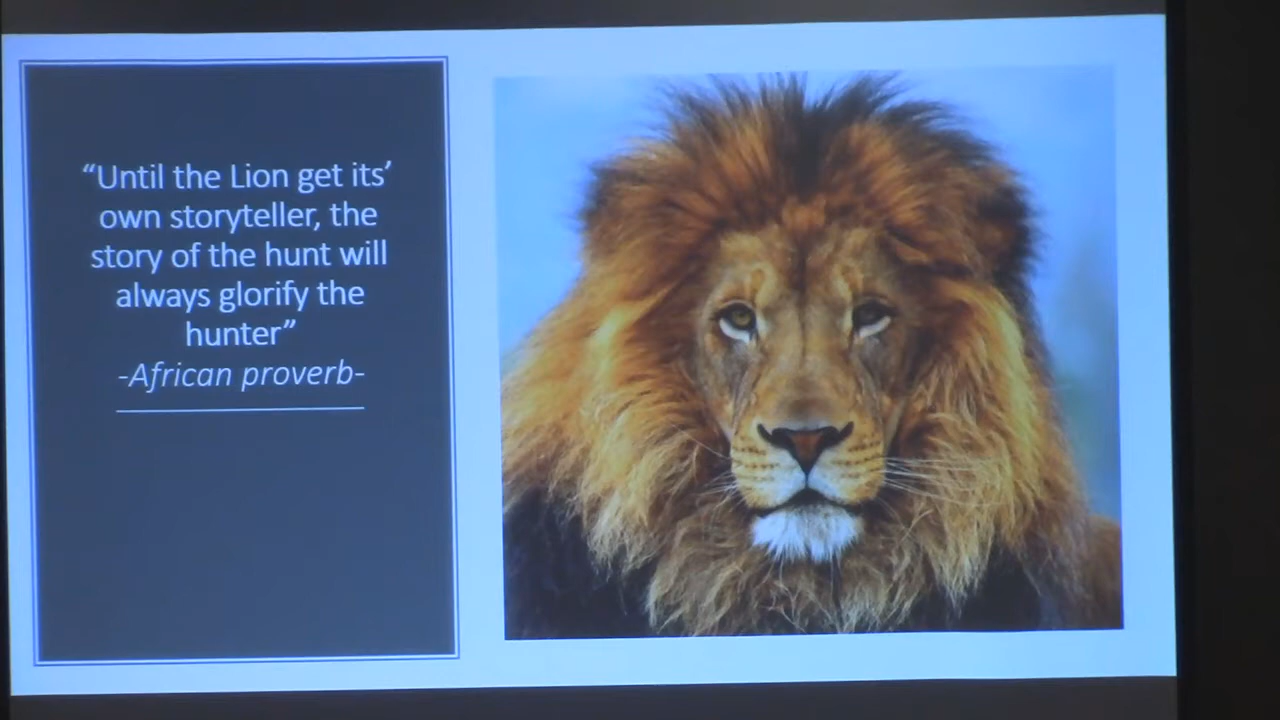 “Until the Lion get its’
own storyteller, the
story of the hunt will
always glorify the
hunter”
-African proverb-